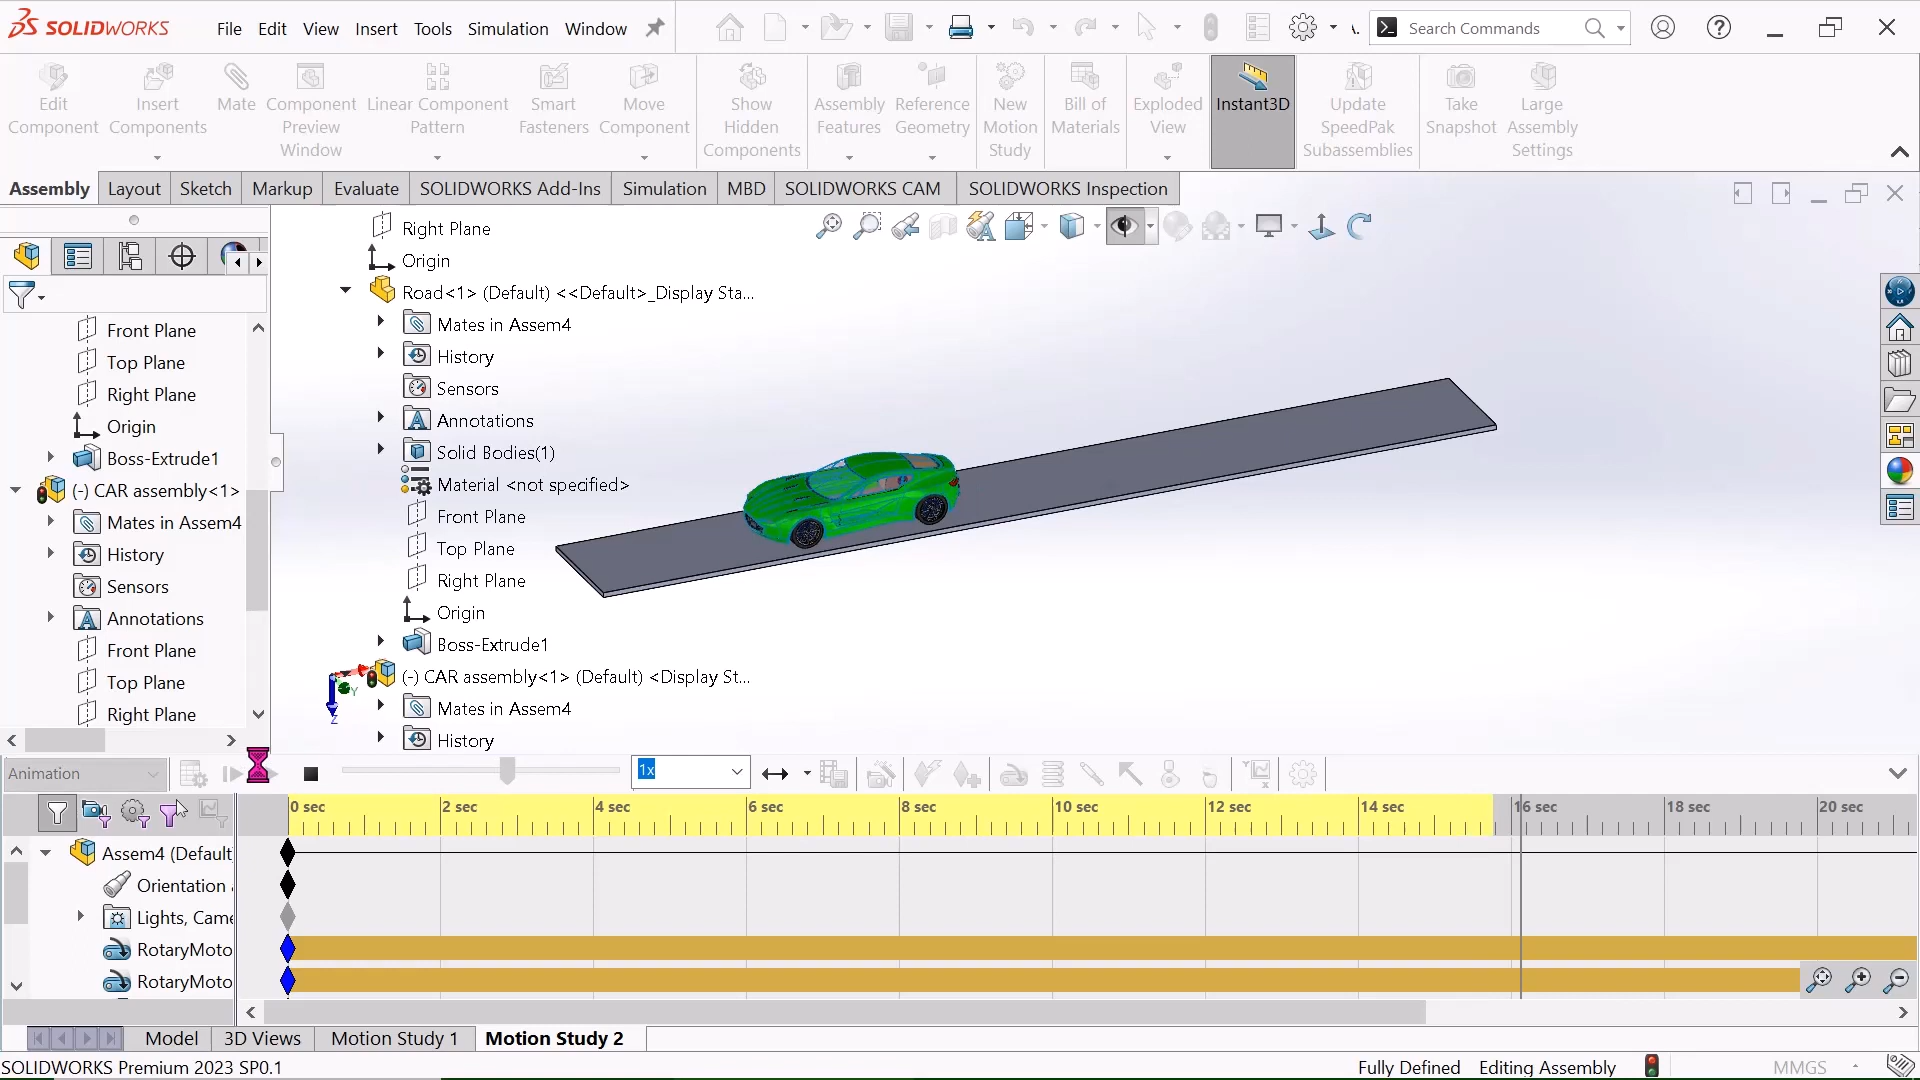 SOLIDWORKS
File Edit View Insert Tools Simulation Window
Search Commands
Edit Component
Insert Components
Mate
Component Preview Window
Linear Component Pattern
Smart Fasteners
Move Component
Show Hidden Components
Assembly Features
Reference Geometry
New Motion Study
Bill of Materials
Exploded View
Instant3D
Update SpeedPak Subassemblies
Take Snapshot
Large Assembly Settings
Assembly Layout Sketch Markup Evaluate SOLIDWORKS Add-Ins Simulation MBD SOLIDWORKS CAM SOLIDWORKS Inspection
Front Plane
Top Plane
Right Plane
Origin
Boss-Extrude1
(-) CAR assembly<1>
Mates in Assem4
History
Sensors
Annotations
Front Plane
Top Plane
Right Plane
Right Plane
Origin
Road<1> (Default) <<Default>_Display Sta...
Mates in Assem4
History
Sensors
Annotations
Solid Bodies(1)
Material <not specified>
Front Plane
Top Plane
Right Plane
Origin
Boss-Extrude1
(-) CAR assembly<1> (Default) <Display St...
Mates in Assem4
History
Y
Z
Animation
1x
0 sec 2 sec 4 sec 6 sec 8 sec 10 sec 12 sec 14 sec 16 sec 18 sec 20 sec
Assem4 (Default
Orientation
Lights, Came
RotaryMoto
RotaryMoto
Model 3D Views Motion Study 1 Motion Study 2
SOLIDWORKS Premium 2023 SP0.1
Fully Defined Editing Assembly MMGS